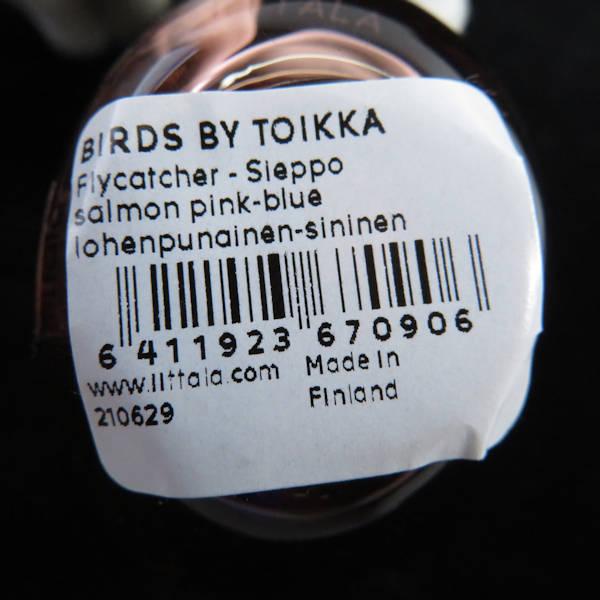 IITTALA
BIRDS BY TOIKKA
Flycatcher - Sieppo
salmon pink-blue
lohenpunainen-sininen
6 411923 670906
www.iittala.com Made in
210629 Finland